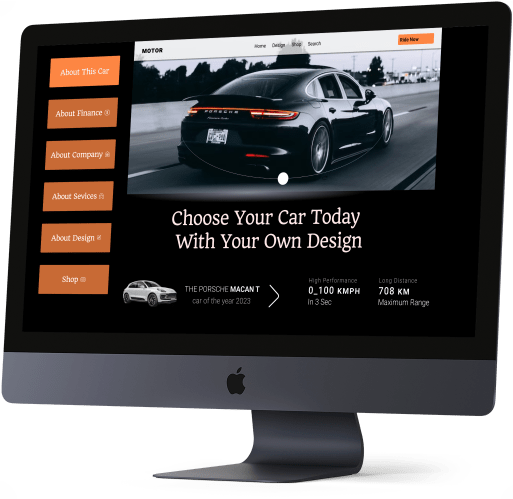 MOTOR
Home Design Shop Search
Ride Now
About This Car
About Finance
About Company
About Sevices
About Design
Shop
PORSCHE
Choose Your Car Today
With Your Own Design
THE PORSCHE MACAN T
car of the year 2023
High Performance
0_100 KMPH
In 3 Sec
Long Distance
708 KM
Maximum Range